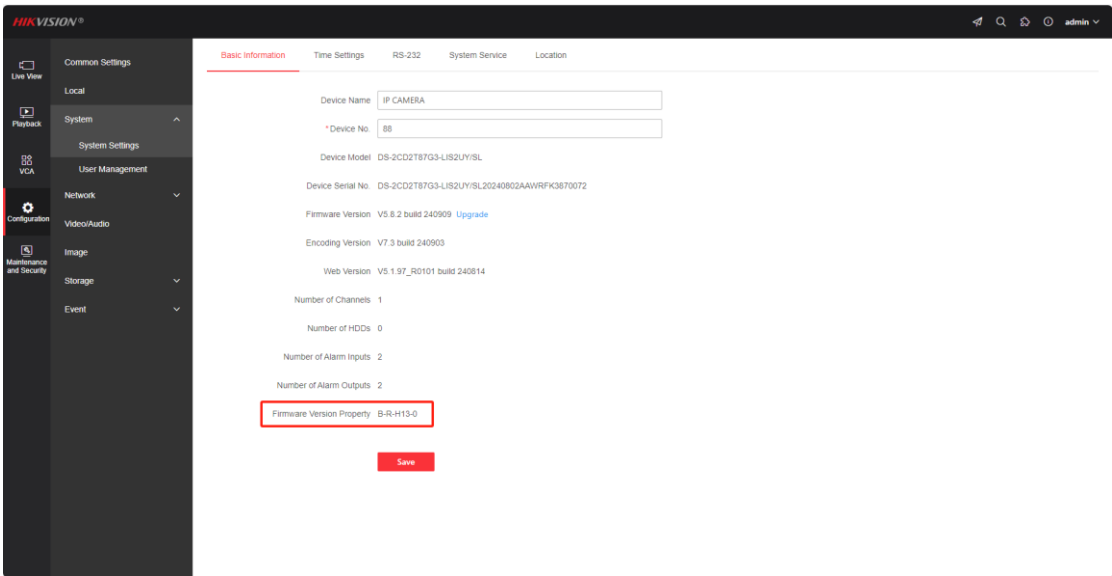 HIKVISION®
admin
Live View
Playback
VCA
Configuration
Maintenance
and Security
Common Settings
Local
System
System Settings
User Management
Network
Video/Audio
Image
Storage
Event
Basic Information Time Settings RS-232 System Service Location
Device Name IP CAMERA
*Device No. 88
Device Model DS-2CD2T87G3-LIS2UY/SL
Device Serial No. DS-2CD2T87G3-LIS2UY/SL20240802AAWRFK3870072
Firmware Version V5.8.2 build 240909 Upgrade
Encoding Version V7.3 build 240903
Web Version V5.1.97_R0101 build 240814
Number of Channels 1
Number of HDDs 0
Number of Alarm Inputs 2
Number of Alarm Outputs 2
Firmware Version Property B-R-H13-0
Save